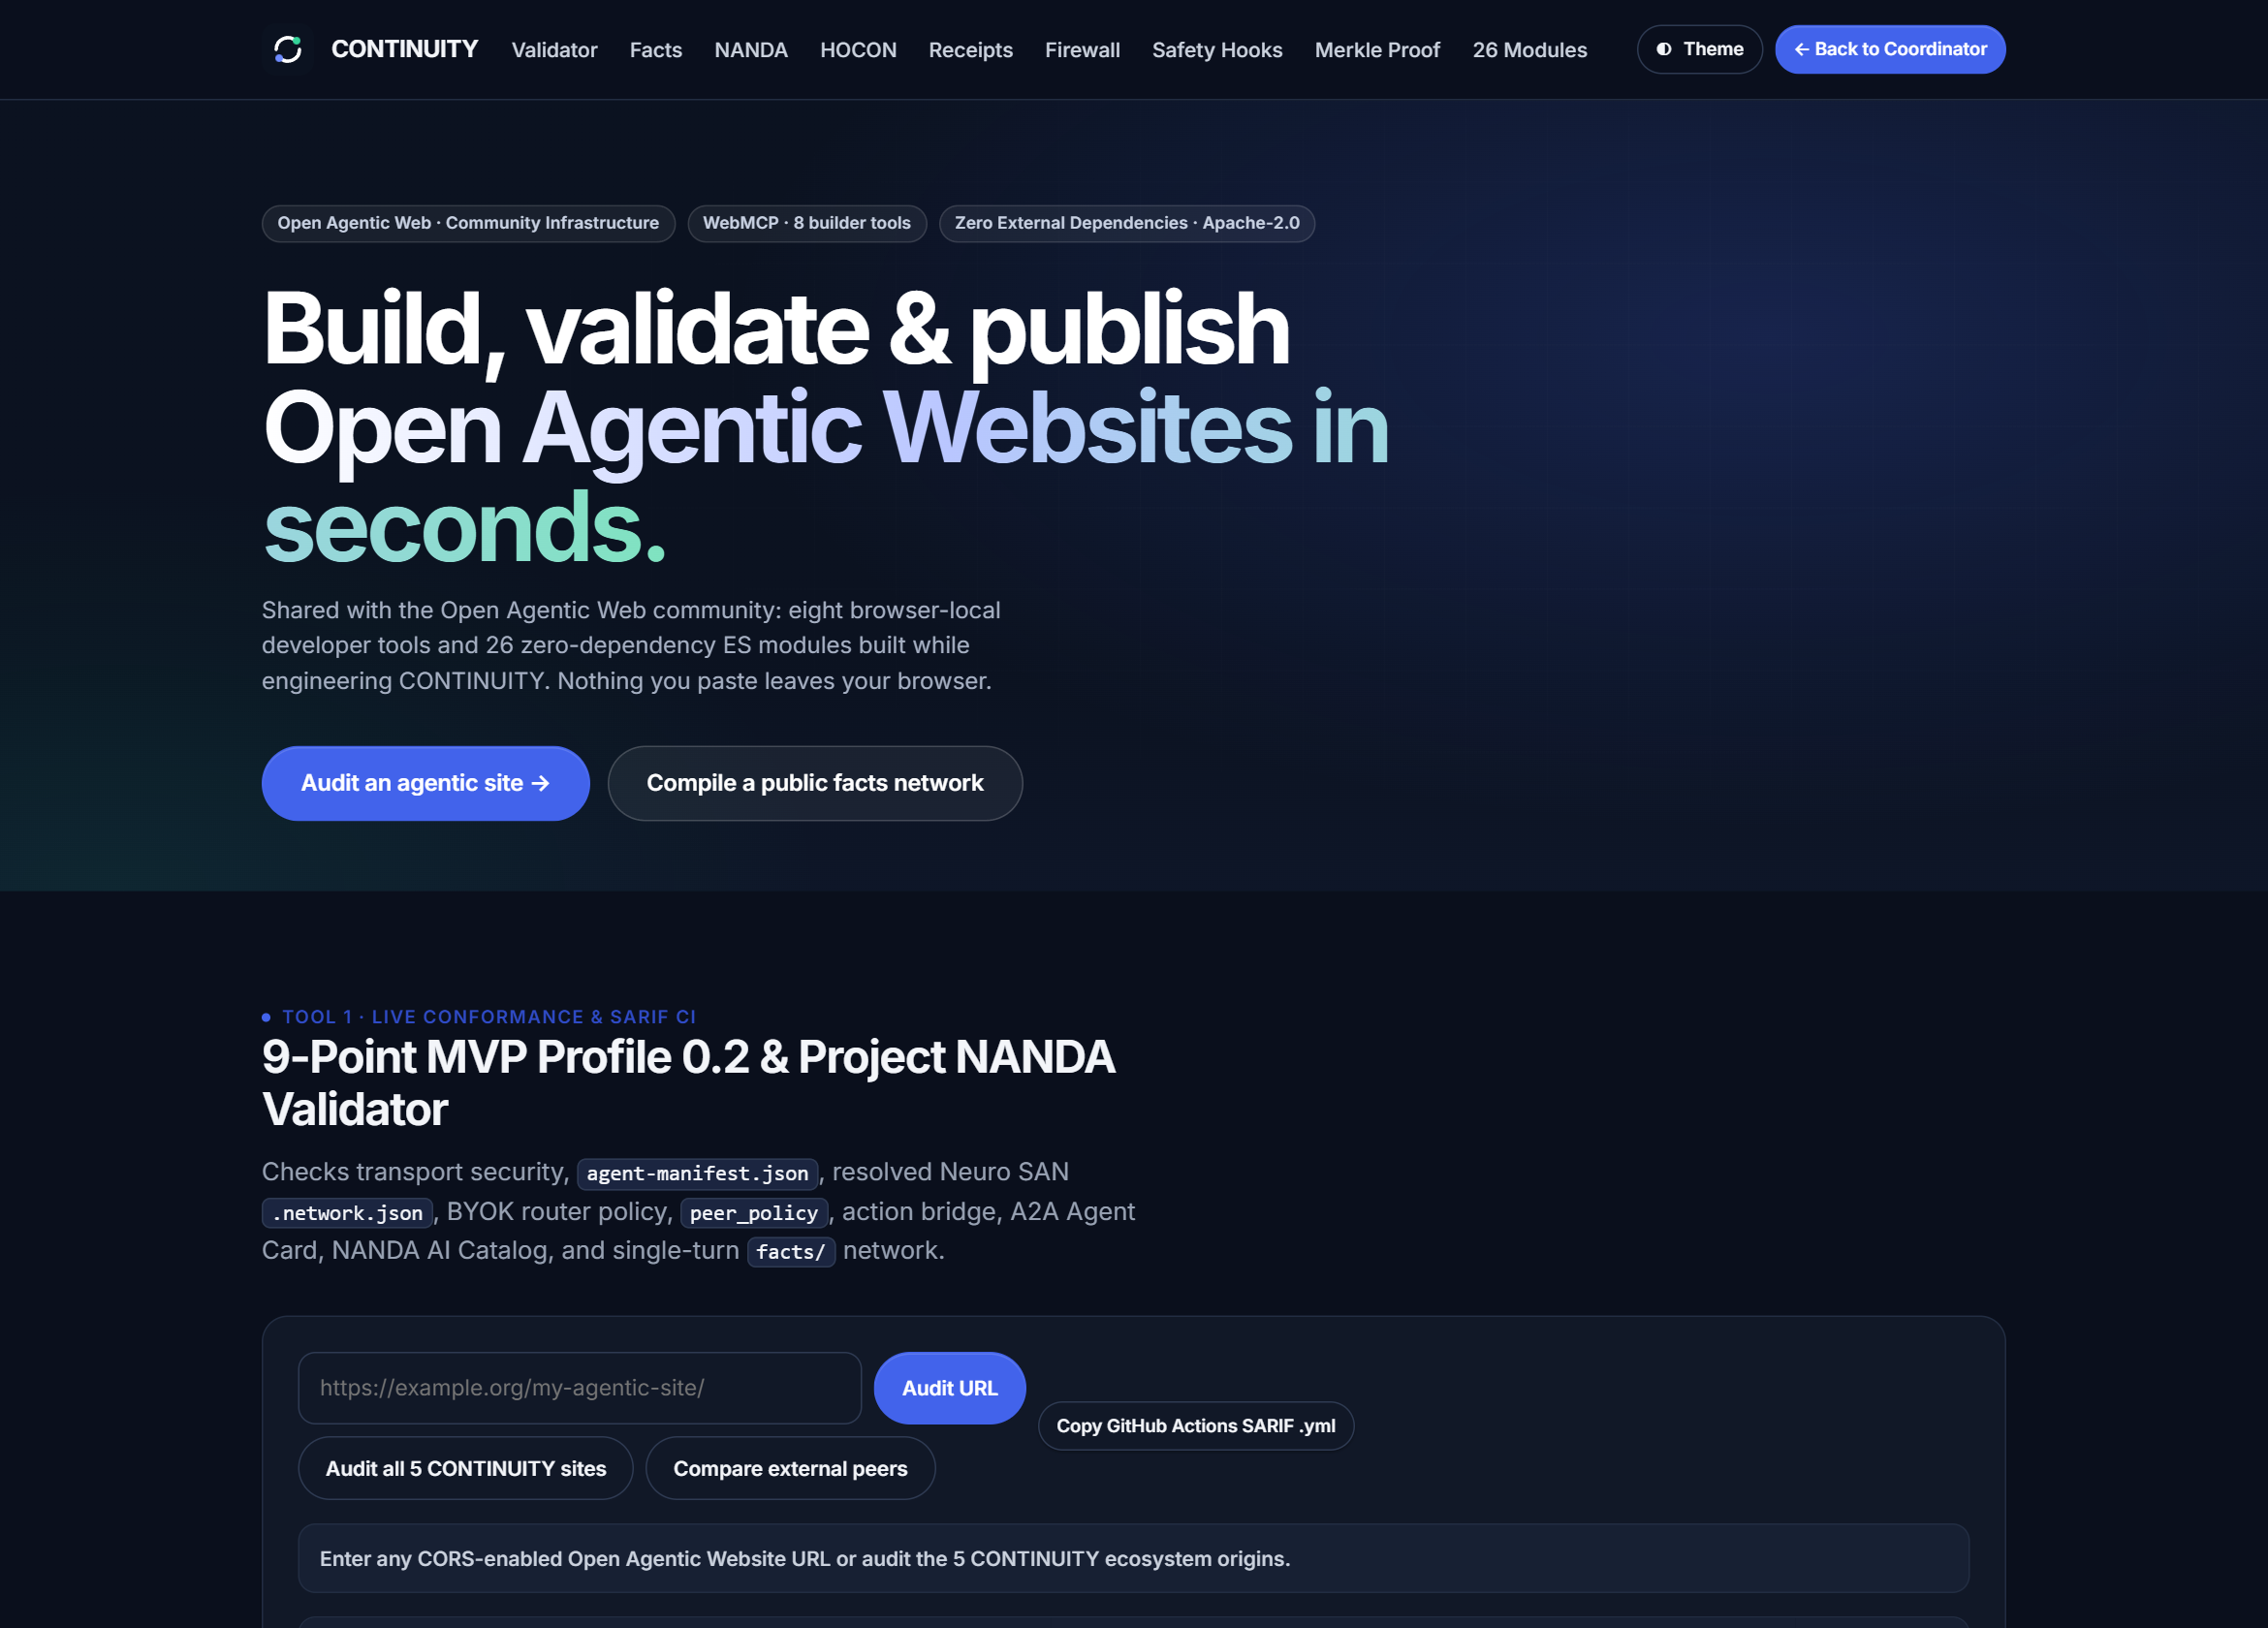 CONTINUITY Validator Facts NANDA HOCON Receipts Firewall Safety Hooks Merkle Proof 26 Modules Theme ← Back to Coordinator
Open Agentic Web · Community Infrastructure WebMCP · 8 builder tools Zero External Dependencies · Apache-2.0
Build, validate & publish
Open Agentic Websites in
seconds.
Shared with the Open Agentic Web community: eight browser-local
developer tools and 26 zero-dependency ES modules built while
engineering CONTINUITY. Nothing you paste leaves your browser.
Audit an agentic site → Compile a public facts network
TOOL 1 · LIVE CONFORMANCE & SARIF CI
9-Point MVP Profile 0.2 & Project NANDA
Validator
Checks transport security, agent-manifest.json, resolved Neuro SAN
.network.json, BYOK router policy, peer_policy, action bridge, A2A Agent
Card, NANDA AI Catalog, and single-turn facts/ network.
https://example.org/my-agentic-site/ Audit URL
Copy GitHub Actions SARIF .yml
Audit all 5 CONTINUITY sites Compare external peers
Enter any CORS-enabled Open Agentic Website URL or audit the 5 CONTINUITY ecosystem origins.